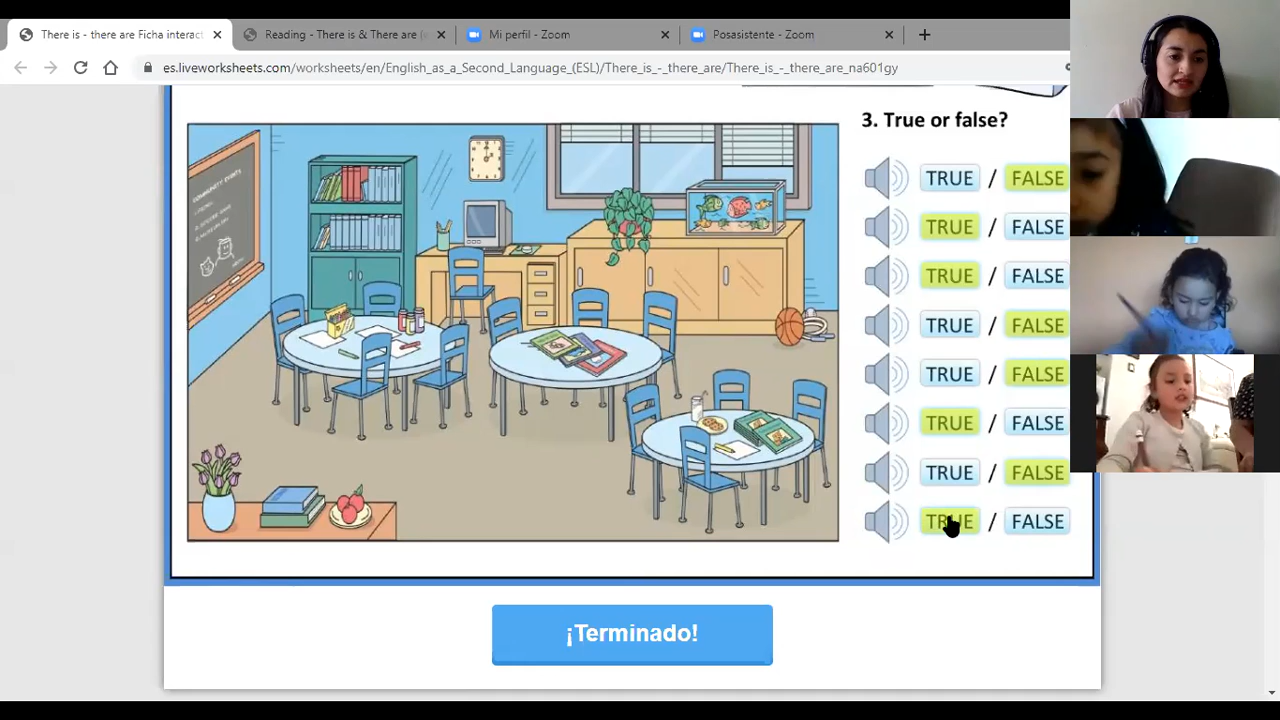 There is - there are Ficha interact
Reading - There is & There are (
Mi perfil - Zoom
Posasistente - Zoom
es.liveworksheets.com/worksheets/en/English_as_a_Second_Language_(ESL)/There_is_-_there_are/There_is_-_there_are_na601gy
3. True or false?
TRUE / FALSE
TRUE / FALSE
TRUE / FALSE
TRUE / FALSE
TRUE / FALSE
TRUE / FALSE
TRUE / FALSE
TRUE / FALSE
COMMUNITY EVENTS
¡Terminado!